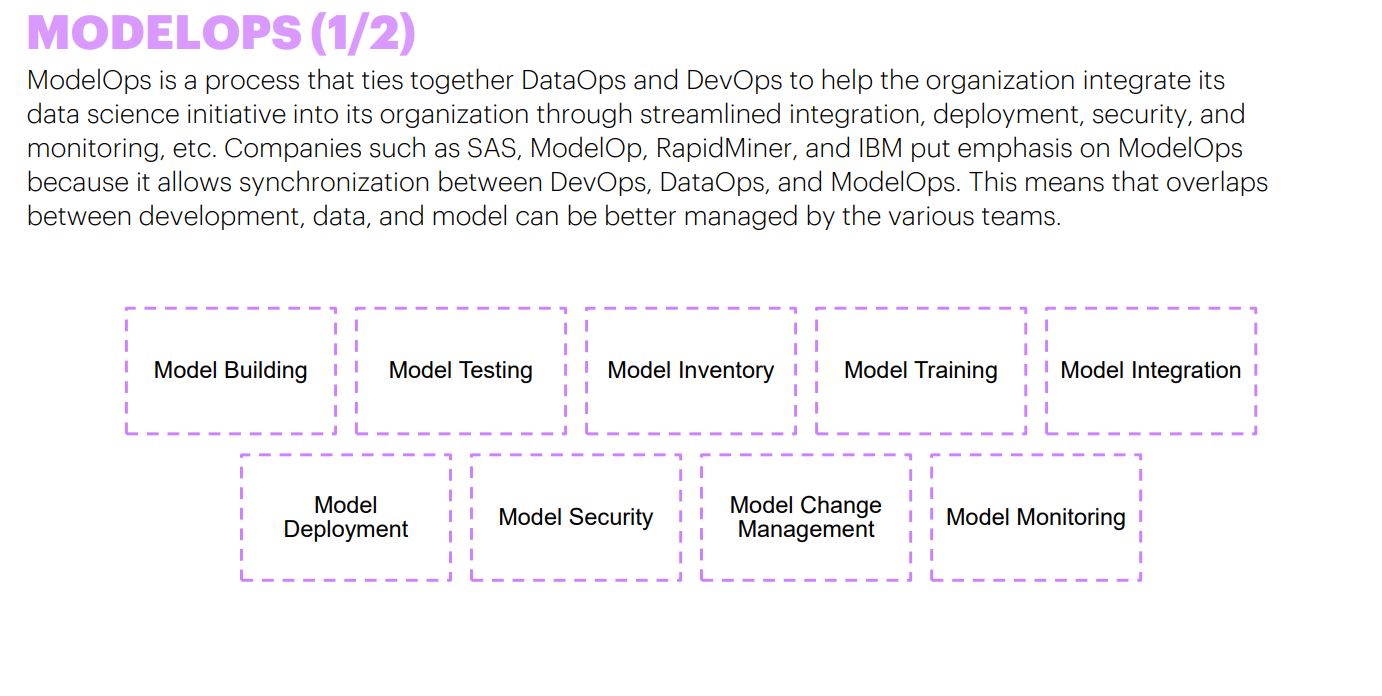 MODELOPS (1/2)
ModelOps is a process that ties together DataOps and DevOps to help the organization integrate its
data science initiative into its organization through streamlined integration, deployment, security, and
monitoring, etc. Companies such as SAS, ModelOp, RapidMiner, and IBM put emphasis on ModelOps
because it allows synchronization between DevOps, DataOps, and ModelOps. This means that overlaps
between development, data, and model can be better managed by the various teams.
Model Building
Model Testing
Model Inventory
Model Training
Model Integration
Model
Deployment
Model Security
Model Change
Management
Model Monitoring